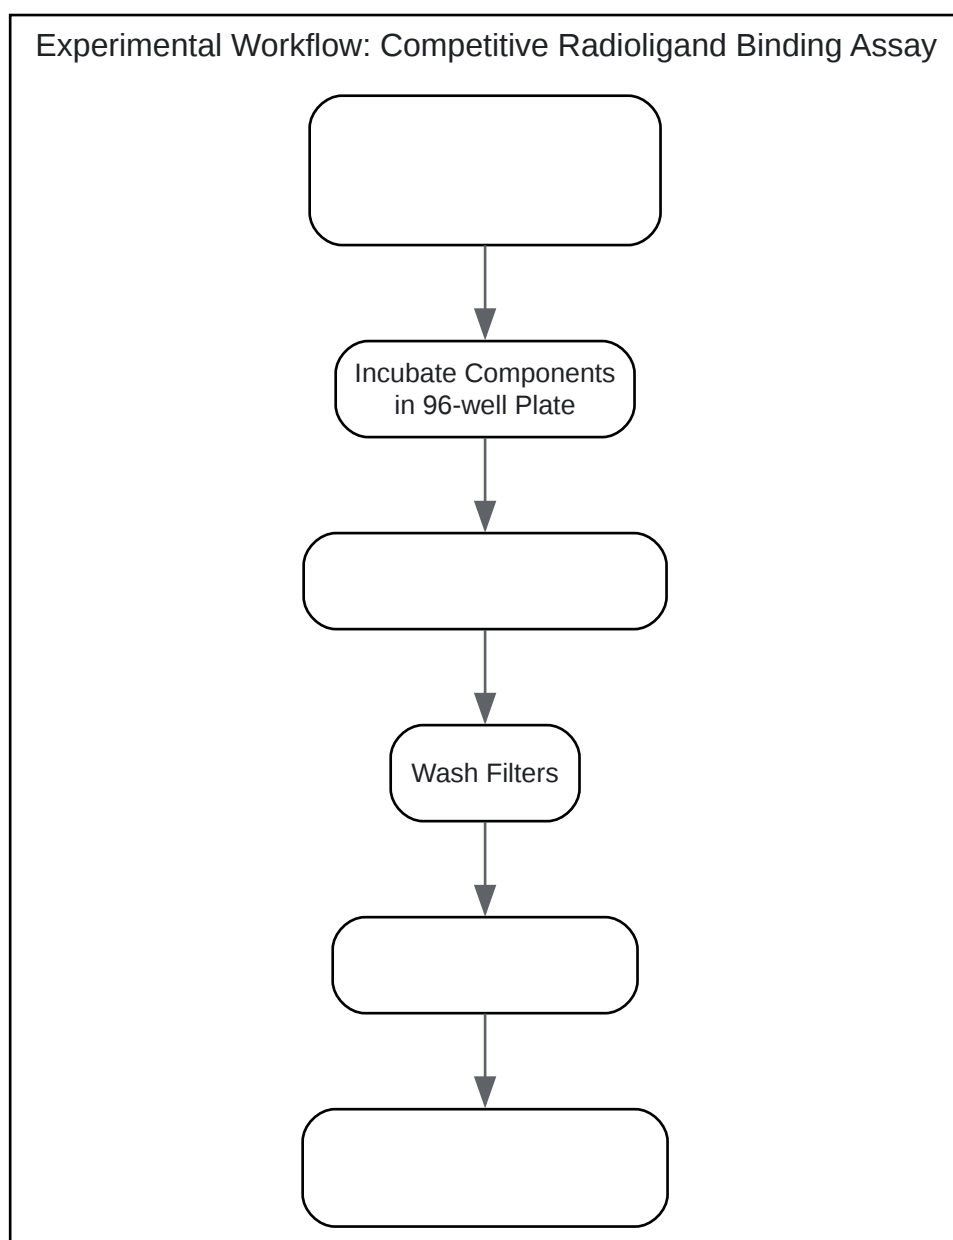 Experimental Workflow: Competitive Radioligand Binding Assay
Incubate Components
in 96-well Plate
Wash Filters